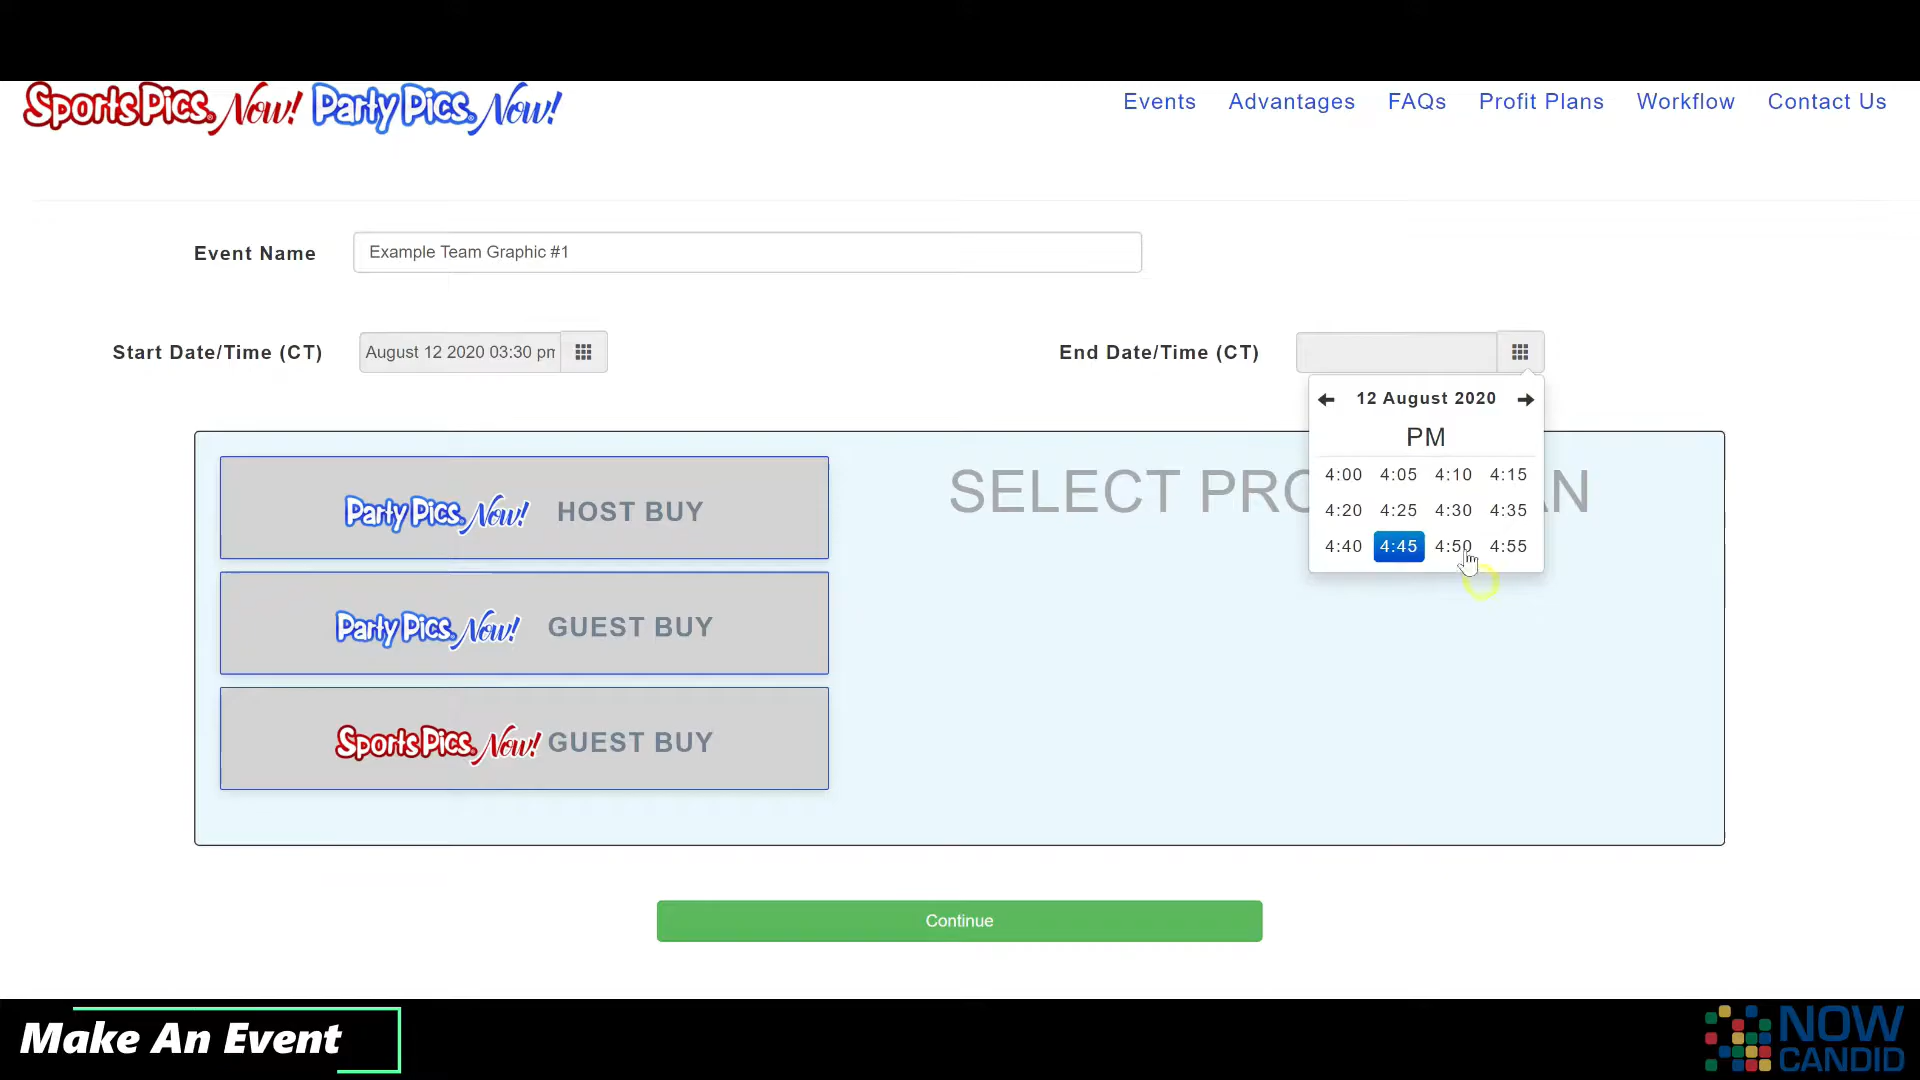 SportsPics Now! PartyPics Now!
Events Advantages FAQs Profit Plans Workflow Contact Us
Event Name Example Team Graphic #1
Start Date/Time (CT) August 12 2020 03:30 pm
End Date/Time (CT)
12 August 2020
PM
4:00 4:05 4:10 4:15
4:20 4:25 4:30 4:35
4:40 4:45 4:50 4:55
SELECT PRO AN
PartyPics Now! HOST BUY
PartyPics Now! GUEST BUY
SportsPics Now! GUEST BUY
Continue
Make An Event
NOW
CANDID